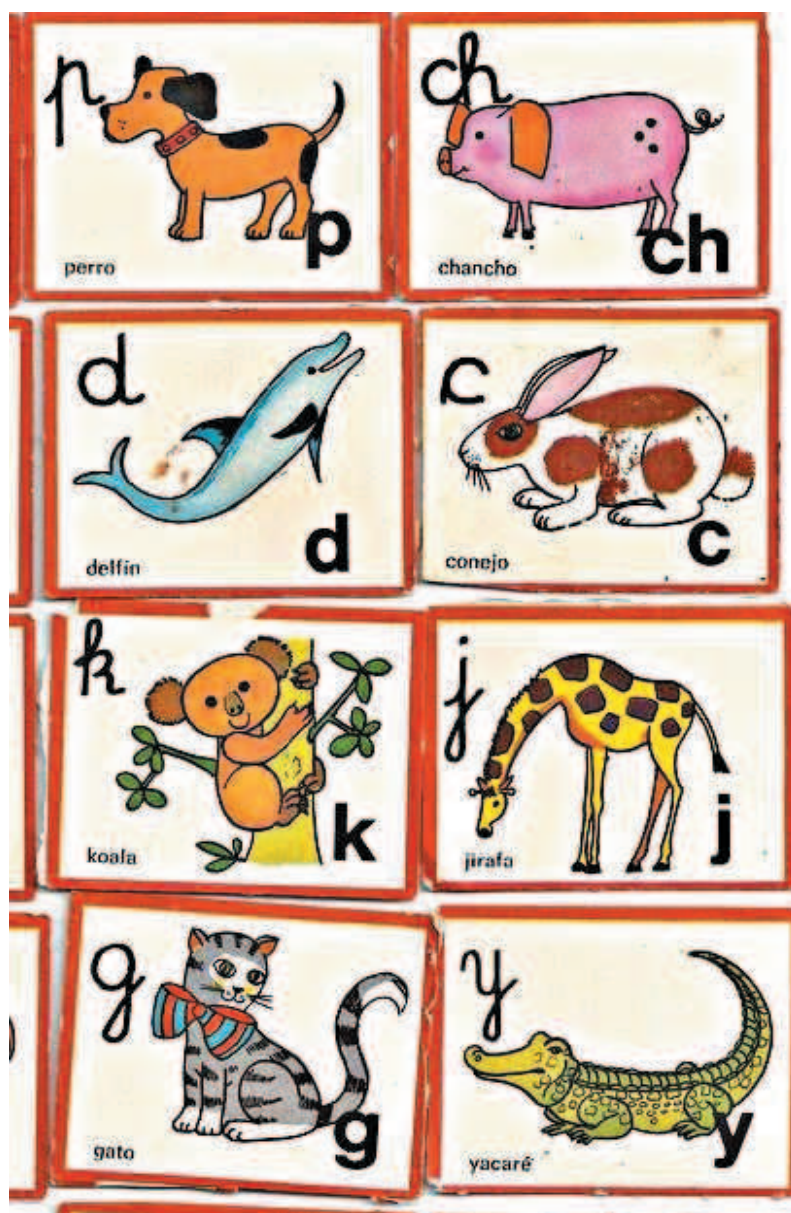 p
p
perro
ch
ch
chancho
d
d
delfín
c
c
conejo
k
k
koala
j
j
jirafa
g
g
gato
y
y
yacaré